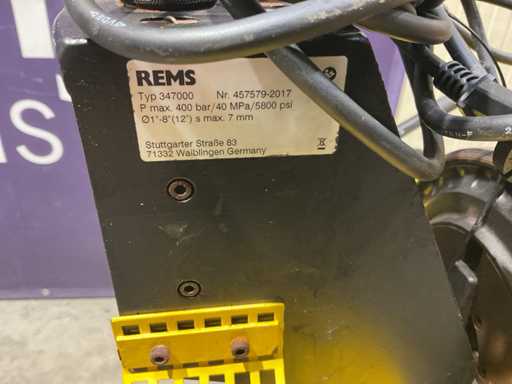 REMS
Typ 347000 Nr. 457579-2017
P max. 400 bar/40 MPa/5800 psi
Ø1"-8"(12") s max. 7 mm
Stuttgarter Straße 83
71332 Waiblingen Germany